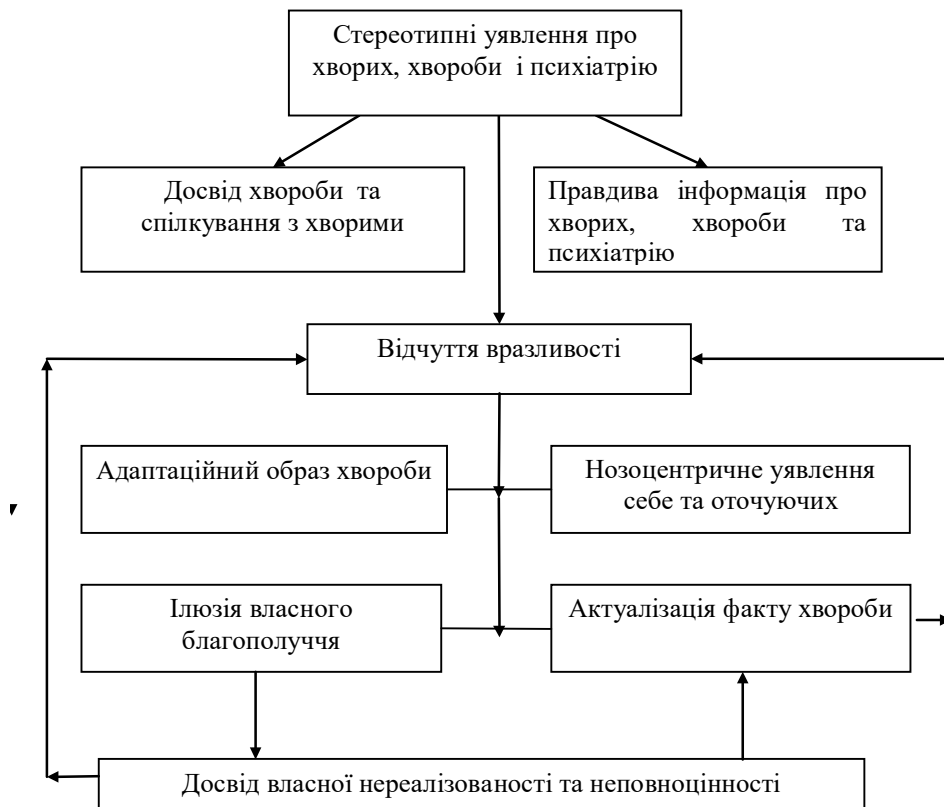 Стереотипні уявлення про
хворих, хвороби і психіатрію
Досвід хвороби та
спілкування з хворими
Правдива інформація про
хворих, хвороби та
психіатрію
Відчуття вразливості
Адаптаційний образ хвороби
Нозоцентричне уявлення
себе та оточуючих
Ілюзія власного
благополуччя
Актуалізація факту хвороби
Досвід власної нереалізованості та неповноцінності